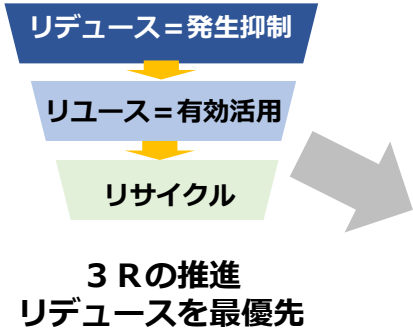 リデュース＝発生抑制
リユース＝有効活用
リサイクル
３Ｒの推進
リデュースを最優先